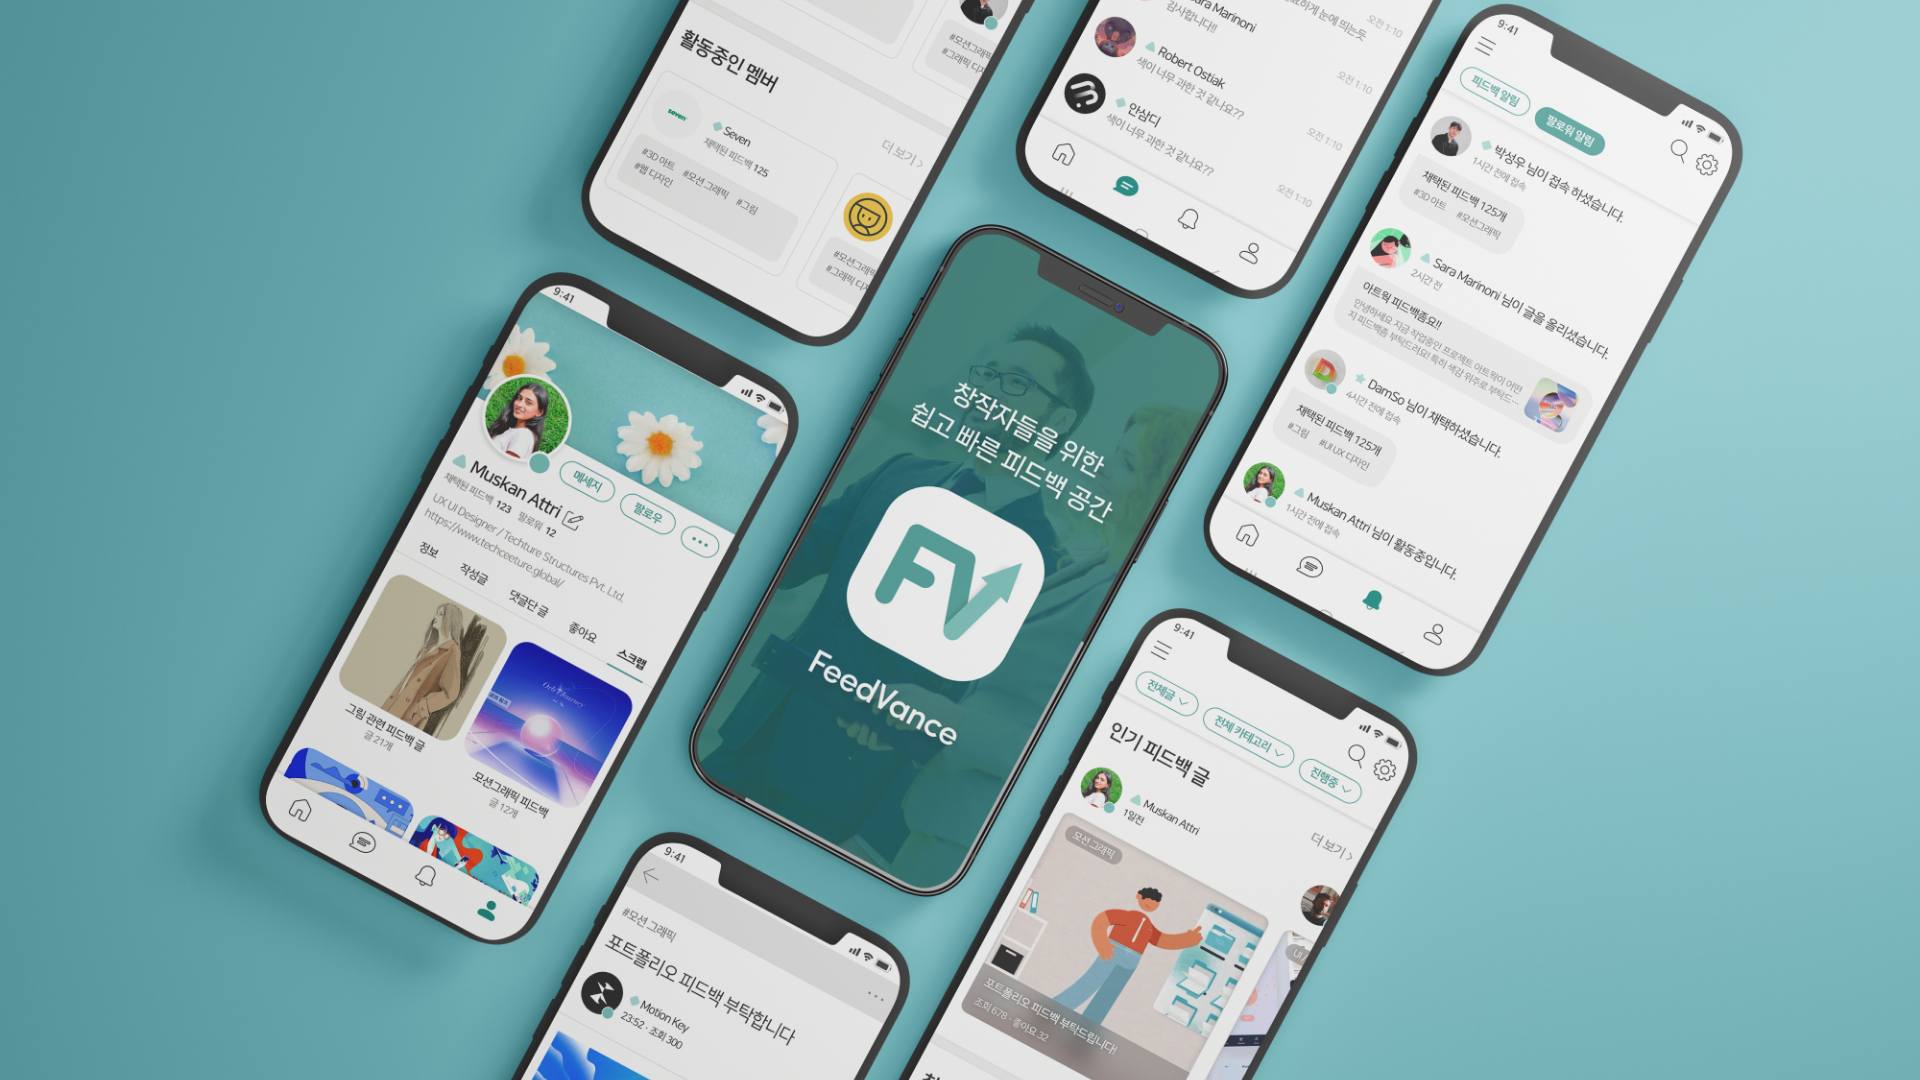 활동중인 멤버
더 보기 >
seven
Seven
채택된 피드백 125
#3D 아트 #모션 그래픽 #그림
#웹 디자인
#모션그래픽
#그래픽 디자
#모션그래픽
#그래픽 디자
Sara Marinoni
감사합니다!!
오전 1:10
Robert Ostiak
색이 너무 과한 것 같나요??
오전 1:10
안삼디
색이 너무 과한 것 같나요??
오전 1:10
오전 1:10
9:41
피드백 알림
팔로워 알림
박성우 님이 접속 하셨습니다.
1시간 전에 접속
채택된 피드백 125개
#3D 아트 #모션그래픽
Sara Marinoni 님이 글을 올리셨습니다.
2시간 전
아트웍 피드백좀요!!
안녕하세요 지금 작업중인 프로젝트 아트웍이 어떤
지 피드백좀 부탁드려요! 특히 색감 위주로 부탁드...
DamSo 님이 채택하셨습니다.
4시간 전에 접속
채택된 피드백 125개
#그림 #UI UX 디자인
Muskan Attri 님이 활동중입니다.
1시간 전에 접속
9:41
메세지
팔로우
Muskan Attri
채택된 피드백 123 팔로워 12
UX UI Designer / Techture Structures Pvt. Ltd.
https://www.techceeture.global/
정보
작성글
댓글단 글
좋아요
스크랩
그림 관련 피드백 글
글 21개
모션그래픽 피드백
글 12개
창작자들을 위한
쉽고 빠른 피드백 공간
FV
FeedVance
9:41
전체글
전체 카테고리
진행중
인기 피드백 글
더 보기 >
Muskan Attri
1일전
모션 그래픽
포트폴리오 피드백 부탁드립니다!
조회 678 · 좋아요 32
UI
9:41
#모션 그래픽
포트폴리오 피드백 부탁합니다
Motion Key
23:52 · 조회 300